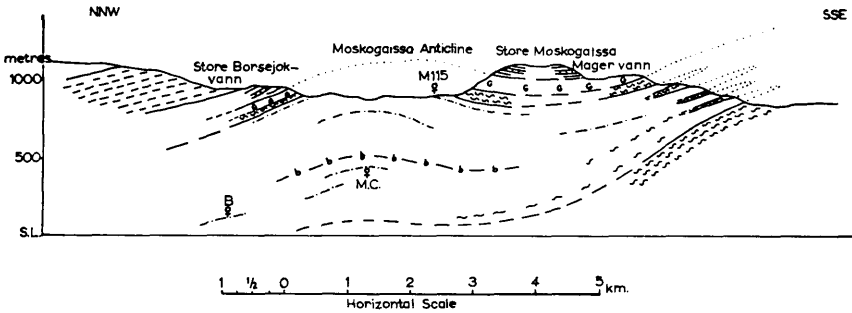 NNW
SSE
metres
1000
500
S.L.
Store Borsejok-
vann
Moskogaissa Anticline
Store Moskogaissa
Mager vann
M115
G G G G G
b b b b b b b
M.C.
B
1 ½ 0 1 2 3 4 5 km.
Horizontal Scale